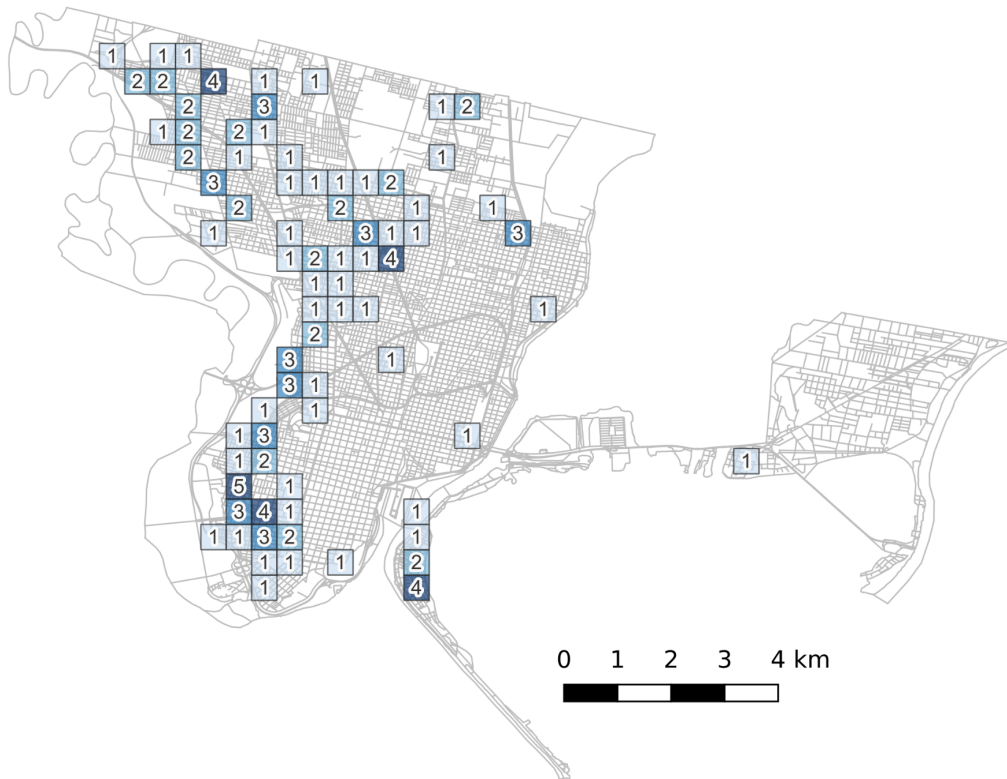 1 1 1
2 2 4 1 1
2 3 1 2
1 2 2 1
2 1 1 1
3 1 1 1 1 2
2 2 1 1
1 1 3 1 1 3
1 2 1 1 4
1 1
1 1 1 1
2
3 1
3 1
1 1
1 3 1
1 2 1
5 1
3 4 1 1
1 1 3 2 1
1 1 1 2
1 4
0 1 2 3 4 km